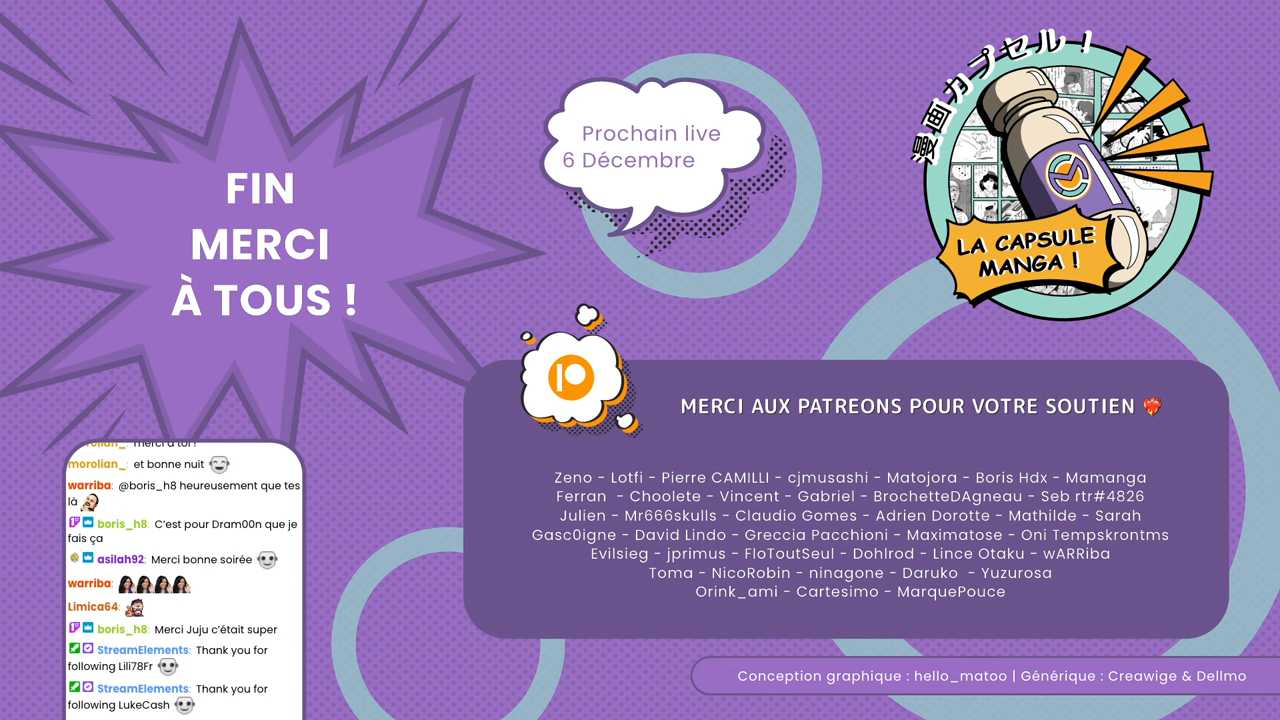 FIN
MERCI
À TOUS !
Prochain live
6 Décembre
漫画カプセル！
LA CAPSULE
MANGA !
MERCI AUX PATREONS POUR VOTRE SOUTIEN ❤️‍🔥
Zeno - Lotfi - Pierre CAMILLI - cjmusashi - Matojora - Boris Hdx - Mamanga
Ferran - Choolete - Vincent - Gabriel - BrochetteDAgneau - Seb rtr#4826
Julien - Mr666skulls - Claudio Gomes - Adrien Dorotte - Mathilde - Sarah
Gasc0igne - David Lindo - Greccia Pacchioni - Maximatose - Oni Tempskrontms
Evilsieg - jprimus - FloToutSeul - Dohlrod - Lince Otaku - wARRiba
Toma - NicoRobin - ninagone - Daruko - Yuzurosa
Orink_ami - Cartesimo - MarquePouce
morolian_: merci à toi !
morolian_: et bonne nuit
warriba: @boris_h8 heureusement que tes
là
boris_h8: C’est pour Dram00n que je
fais ça
asilah92: Merci bonne soirée
warriba:
Limica64:
boris_h8: Merci Juju c’était super
StreamElements: Thank you for
following Lili78Fr
StreamElements: Thank you for
following LukeCash
Conception graphique : hello_matoo | Générique : Creawige & Dellmo